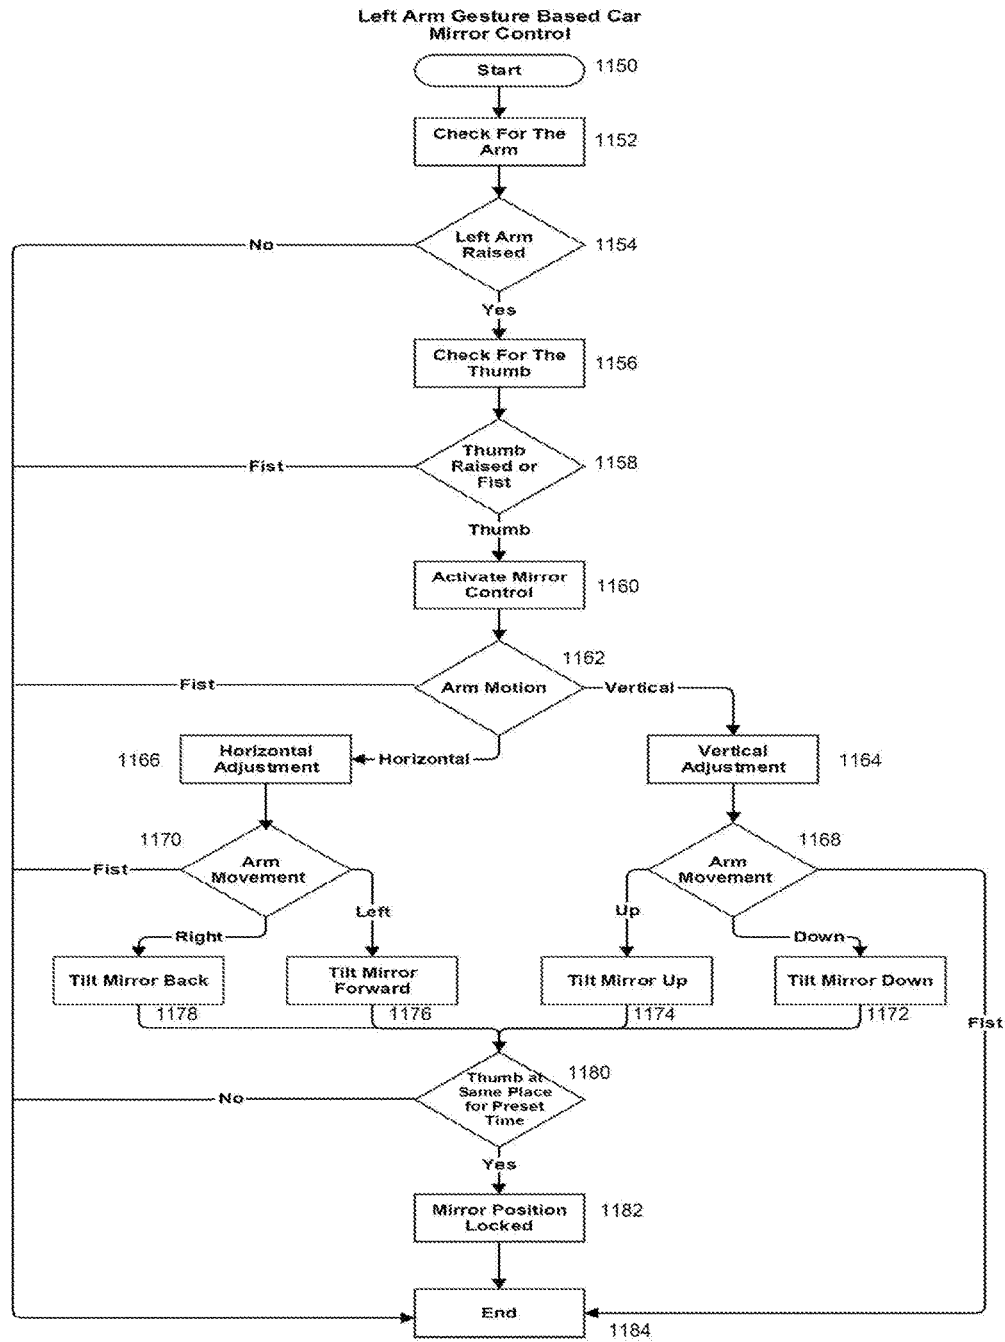 Left Arm Gesture Based Car
Mirror Control
Start
1150
Check For The
Arm
1152
Left Arm
Raised
1154
No
Yes
Check For The
Thumb
1156
Thumb
Raised or
Fist
1158
Fist
Thumb
Activate Mirror
Control
1160
Arm Motion
1162
Fist
Vertical
Horizontal
Horizontal
Adjustment
1166
Vertical
Adjustment
1164
Arm
Movement
1170
Fist
Left
Right
Arm
Movement
1168
Up
Down
Fist
Tilt Mirror Back
1178
Tilt Mirror
Forward
1176
Tilt Mirror Up
1174
Tilt Mirror Down
1172
Thumb at
Same Place
for Preset
Time
1180
No
Yes
Mirror Position
Locked
1182
End
1184